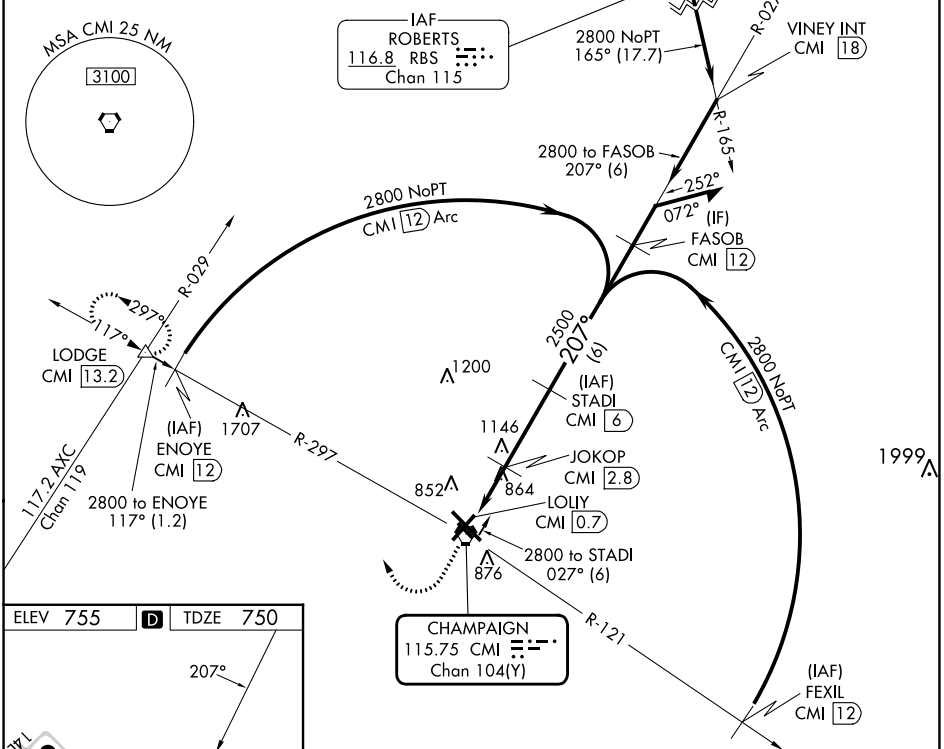 MSA CMI 25 NM
3100
IAF
ROBERTS
116.8 RBS
Chan 115
2800 NoPT
165° (17.7)
VINEY INT
CMI 18
R-165
2800 to FASOB
207° (6)
252°
072°
(IF)
FASOB
CMI 12
2800 NoPT
CMI 12 Arc
R-029
297°
117°
LODGE
CMI 13.2
(IAF)
ENOYE
CMI 12
1707
R-297
2800 to ENOYE
117° (1.2)
117.2 AXC
Chan 119
1200
2500
207°
(6)
(IAF)
STADI
CMI 6
2800 NoPT
CMI 12 Arc
1146
JOKOP
CMI 2.8
852
864
LOLIY
CMI 0.7
1999
2800 to STADI
027° (6)
876
CHAMPAIGN
115.75 CMI
Chan 104(Y)
R-121
(IAF)
FEXIL
CMI 12
ELEV 755 D TDZE 750
207°